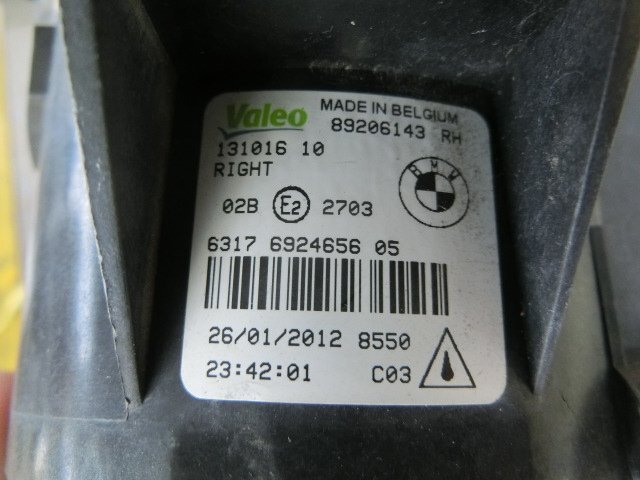 Valeo MADE IN BELGIUM
89206143 RH
131016 10
RIGHT
BMW
02B E2 2703
6317 6924656 05
26/01/2012 8550
23:42:01 C03